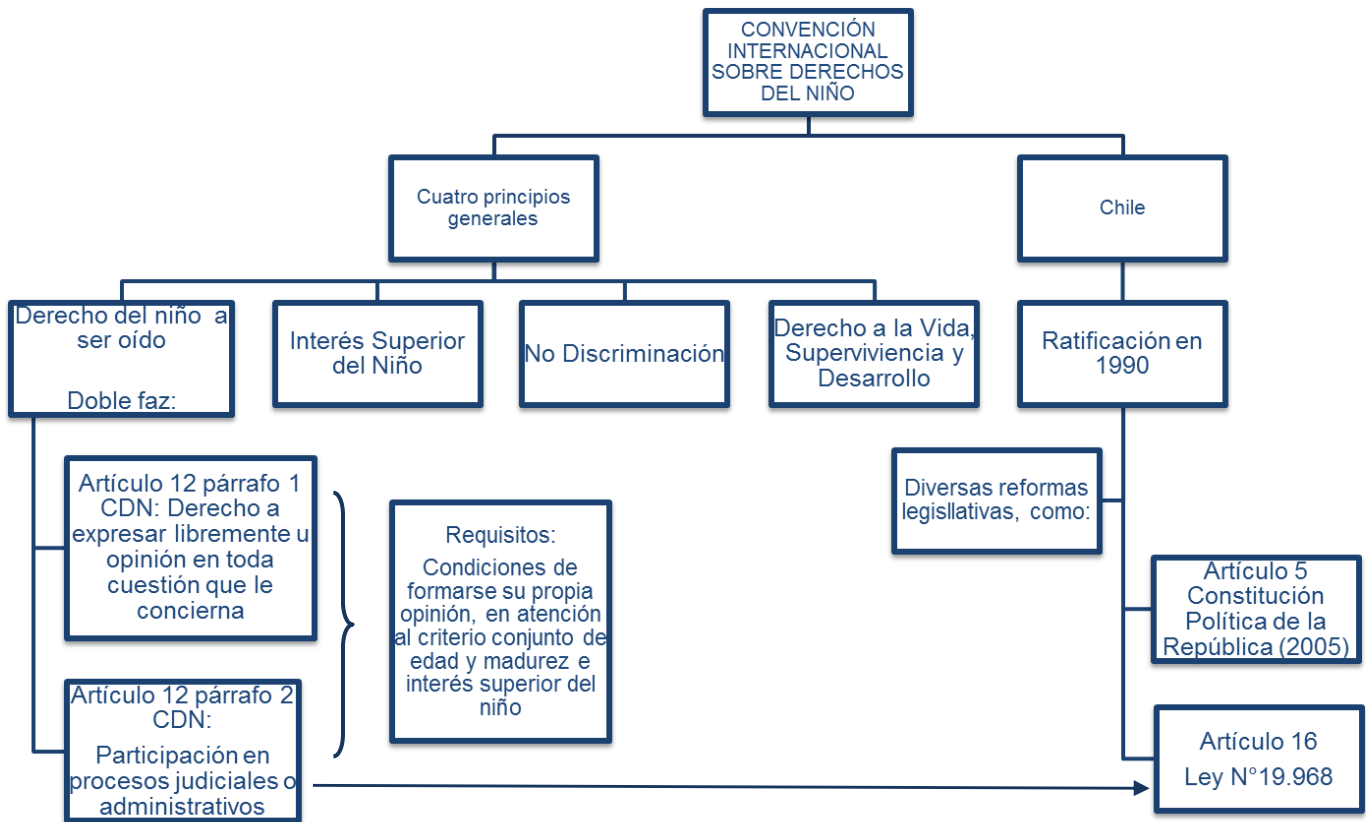 CONVENCIÓN
INTERNACIONAL
SOBRE DERECHOS
DEL NIÑO
Cuatro principios
generales
Chile
Derecho del niño a
ser oído
Doble faz:
Interés Superior
del Niño
No Discriminación
Derecho a la Vida,
Superviviencia y
Desarrollo
Ratificación en
1990
Artículo 12 párrafo 1
CDN: Derecho a
expresar libremente u
opinión en toda
cuestión que le
concierna
Requisitos:
Condiciones de
formarse su propia
opinión, en atención
al criterio conjunto de
edad y madurez e
interés superior del
niño
Diversas reformas
legisllativas, como:
Artículo 5
Constitución
Política de la
República (2005)
Artículo 12 párrafo 2
CDN:
Participación en
procesos judiciales o
administrativos
Artículo 16
Ley N°19.968